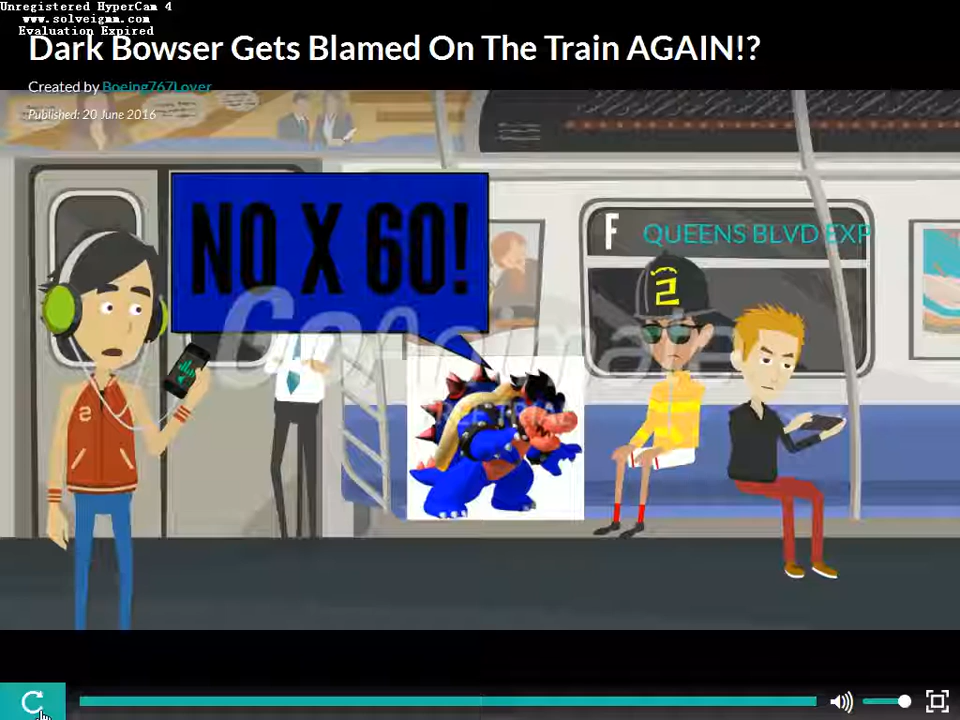 Unregistered HyperCam 4
www.solveigmm.com
Evaluation Expired
Dark Bowser Gets Blamed On The Train AGAIN!?
Created by Boeing767Lover
Published: 20 June 2016
NO X 60!
F QUEENS BLVD EXP
2
2
GoAnimate